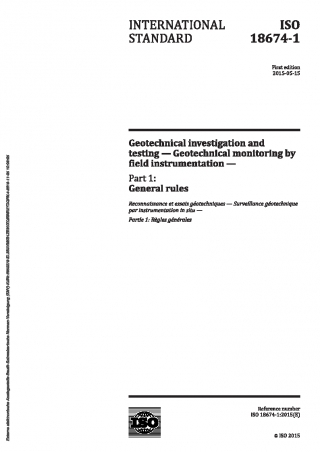 INTERNATIONAL
STANDARD
ISO
18674-1
First edition
2015-05-15
Geotechnical investigation and
testing — Geotechnical monitoring by
field instrumentation —
Part 1:
General rules
Reconnaissance et essais géotechniques — Surveillance géotechnique
par instrumentation in situ —
Partie 1: Règles générales
ISO
Reference number
ISO 18674-1:2015(E)
© ISO 2015